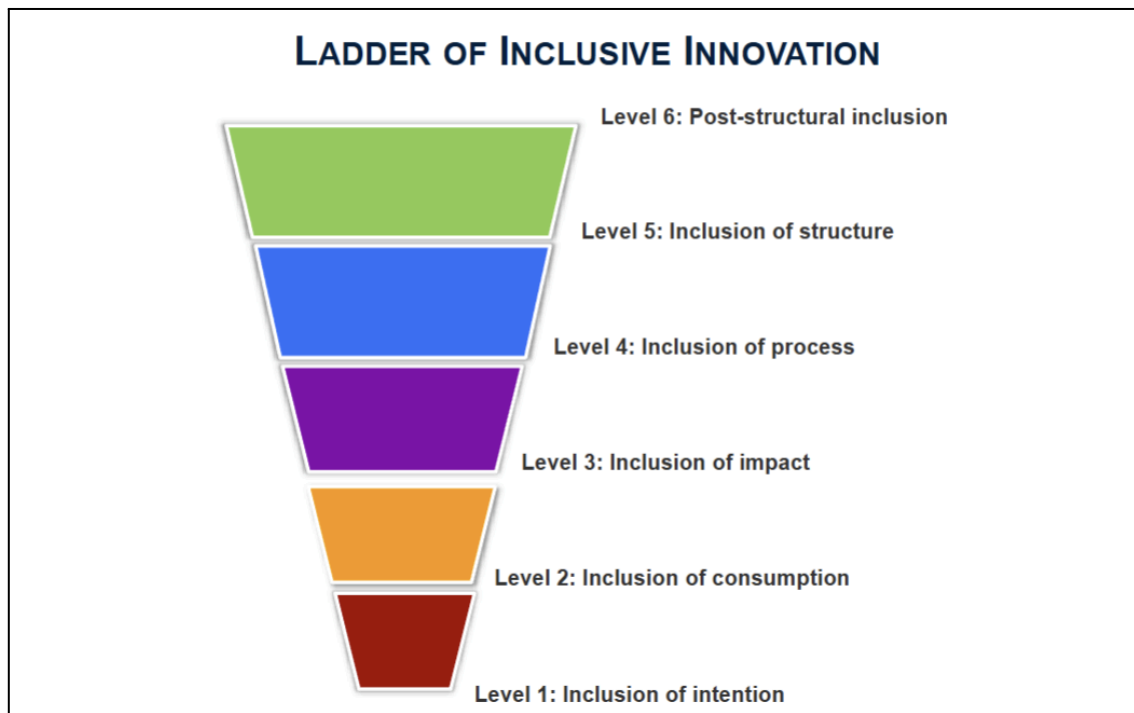 LADDER OF INCLUSIVE INNOVATION
Level 6: Post-structural inclusion
Level 5: Inclusion of structure
Level 4: Inclusion of process
Level 3: Inclusion of impact
Level 2: Inclusion of consumption
Level 1: Inclusion of intention